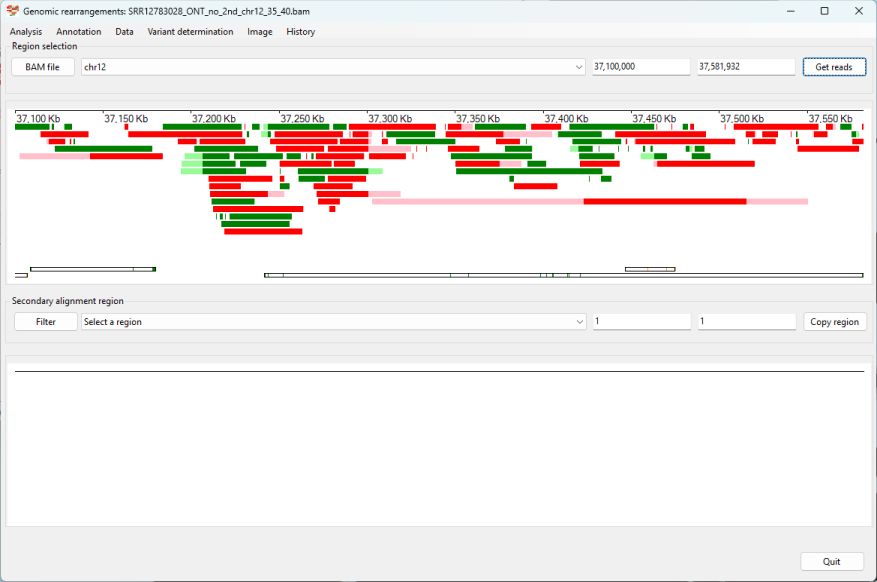 Genomic rearrangements: SRR12783028_ONT_no_2nd_chr12_35_40.bam
Analysis Annotation Data Variant determination Image History
Region selection
BAM file chr12 37,100,000 37,581,932 Get reads
37,100 Kb 37,150 Kb 37,200 Kb 37,250 Kb 37,300 Kb 37,350 Kb 37,400 Kb 37,450 Kb 37,500 Kb 37,550 Kb
Secondary alignment region
Filter Select a region 1 1 Copy region
Quit